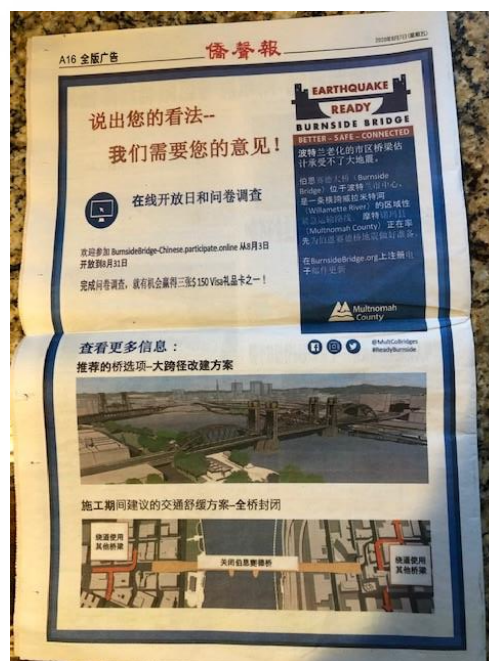 A16 全版广告
僑聲報
说出您的看法--
我们需要您的意见！
在线开放日和问卷调查
欢迎参加 BurnsideBridge-Chinese.participate.online 从8月3日
开放到8月31日
完成问卷调查，就有机会赢得三张$ 150 Visa礼品卡之一！
EARTHQUAKE
READY
BURNSIDE BRIDGE
BETTER - SAFE - CONNECTED
波特兰老化的市区桥梁估
计承受不了大地震。
伯恩赛德大桥（Burnside
Bridge）位于波特兰市中心，
是一条横跨威拉米特河
（Willamette River）的区域性
紧急运输路线。摩特诺玛县
（Multnomah County）正在率
先为伯恩赛德桥地震做好准备。
在BurnsideBridge.org上注册电
子邮件更新
Multnomah
County
查看更多信息：
@MultCoBridges
#ReadyBurnside
推荐的桥选项–大跨径改建方案
施工期间建议的交通舒缓方案–全桥封闭
绕道使用
其他桥梁
关闭伯恩赛德桥
绕道使用
其他桥梁